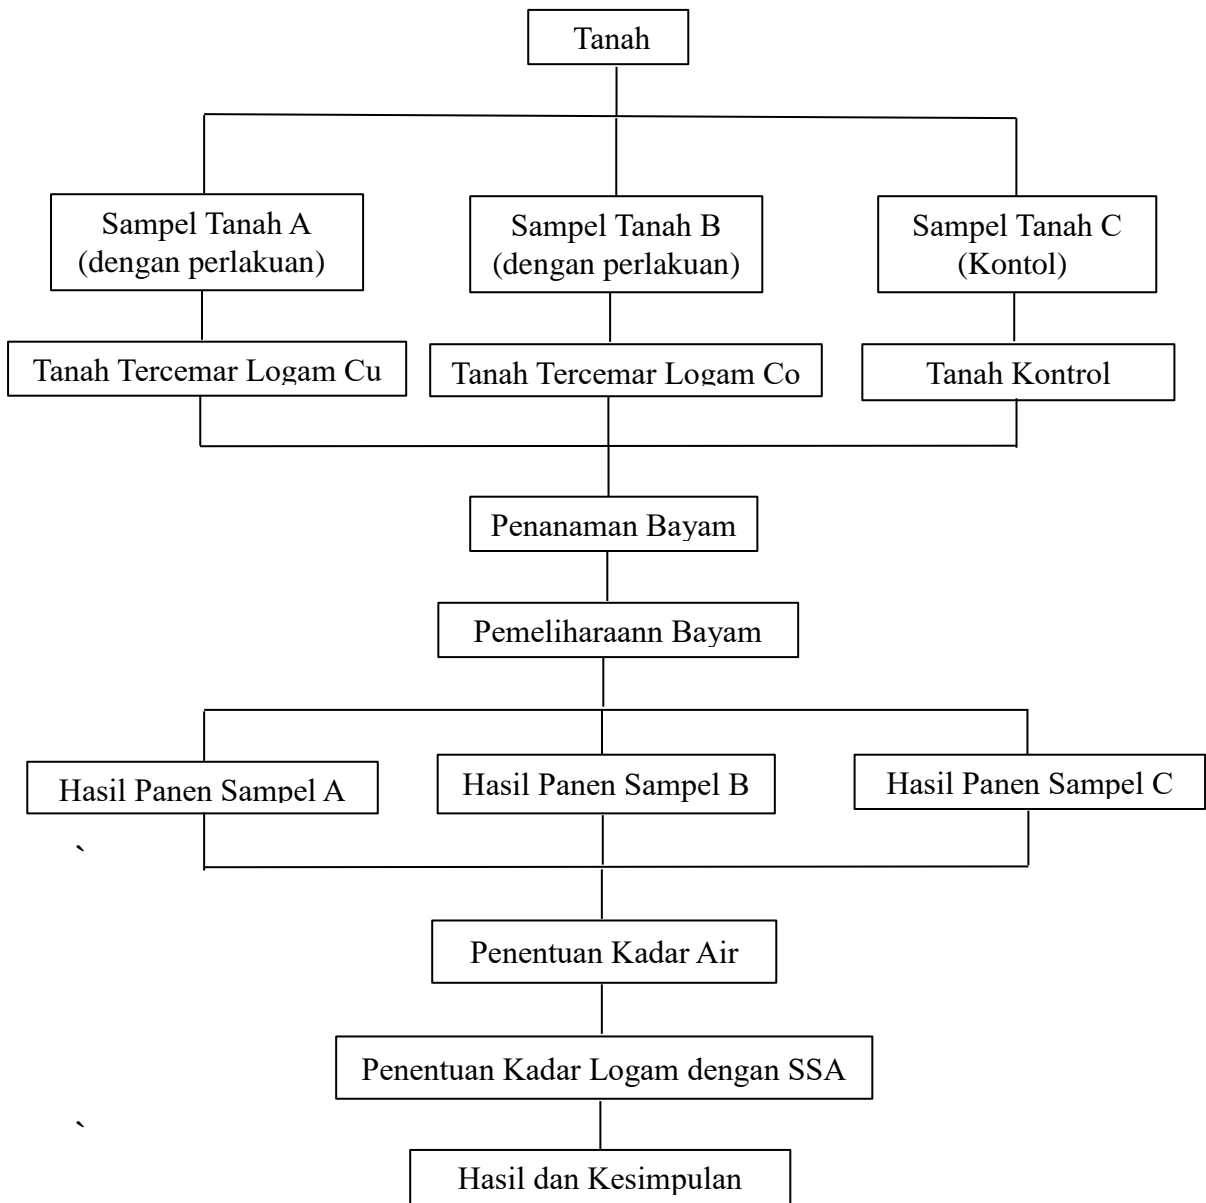 Tanah
Sampel Tanah A
(dengan perlakuan)
Sampel Tanah B
(dengan perlakuan)
Sampel Tanah C
(Kontol)
Tanah Tercemar Logam Cu
Tanah Tercemar Logam Co
Tanah Kontrol
Penanaman Bayam
Pemeliharaann Bayam
Hasil Panen Sampel A
Hasil Panen Sampel B
Hasil Panen Sampel C
`
Penentuan Kadar Air
Penentuan Kadar Logam dengan SSA
`
Hasil dan Kesimpulan